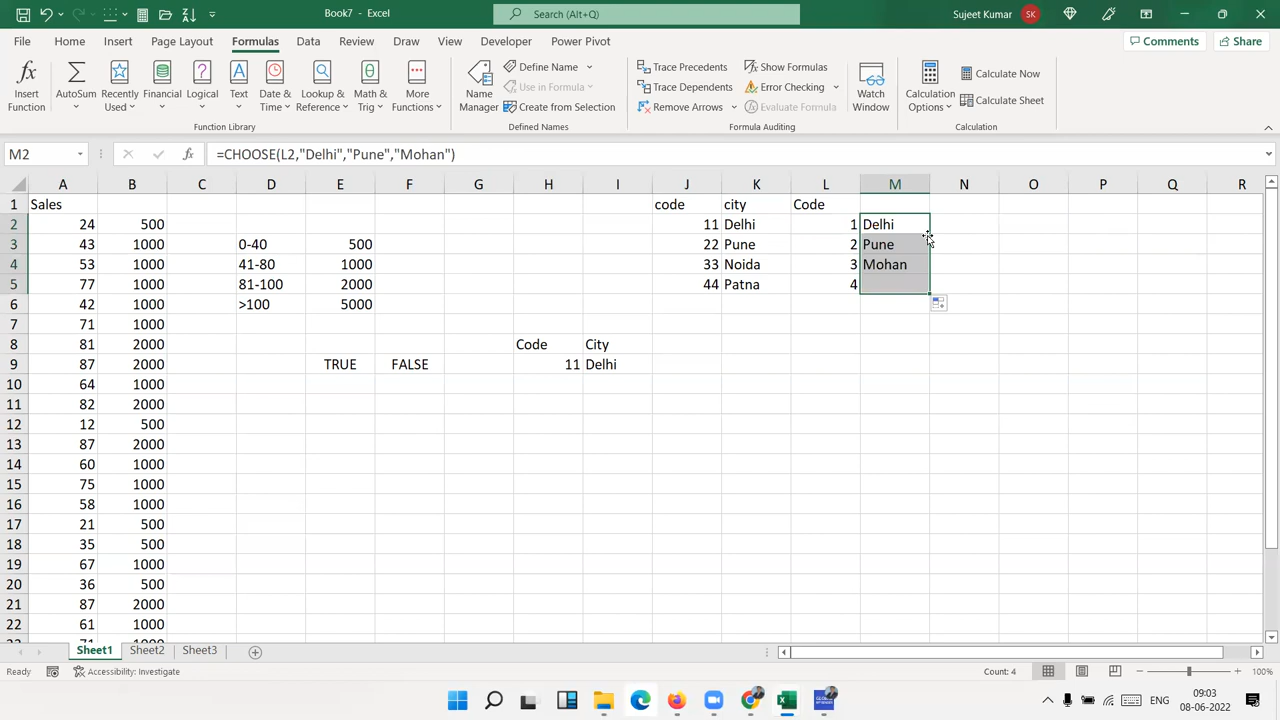 Book7 - Excel
Search (Alt+Q)
Sujeet Kumar
SK
File Home Insert Page Layout Formulas Data Review View Draw Developer Power Pivot
Comments
Share
Insert Function
AutoSum
Recently Used
Financial
Logical
Text
Date & Time
Lookup & Reference
Math & Trig
More Functions
Function Library
Name Manager
Define Name
Use in Formula
Create from Selection
Defined Names
Trace Precedents
Trace Dependents
Remove Arrows
Show Formulas
Error Checking
Evaluate Formula
Formula Auditing
Watch Window
Calculation Options
Calculate Now
Calculate Sheet
Calculation
M2
=CHOOSE(L2,"Delhi","Pune","Mohan")
A B C D E F G H I J K L M N O P Q R
1 Sales code city Code
2 24 500 11 Delhi 1 Delhi
3 43 1000 0-40 500 22 Pune 2 Pune
4 53 1000 41-80 1000 33 Noida 3 Mohan
5 77 1000 81-100 2000 44 Patna 4
6 42 1000 >100 5000
7 71 1000
8 81 2000 Code City
9 87 2000 TRUE FALSE 11 Delhi
10 64 1000
11 82 2000
12 12 500
13 87 2000
14 60 1000
15 75 1000
16 58 1000
17 21 500
18 35 500
19 67 1000
20 36 500
21 87 2000
22 61 1000
23 71 1000
Sheet1 Sheet2 Sheet3
Ready
Accessibility: Investigate
Count: 4
100%
ENG
09:03
08-06-2022